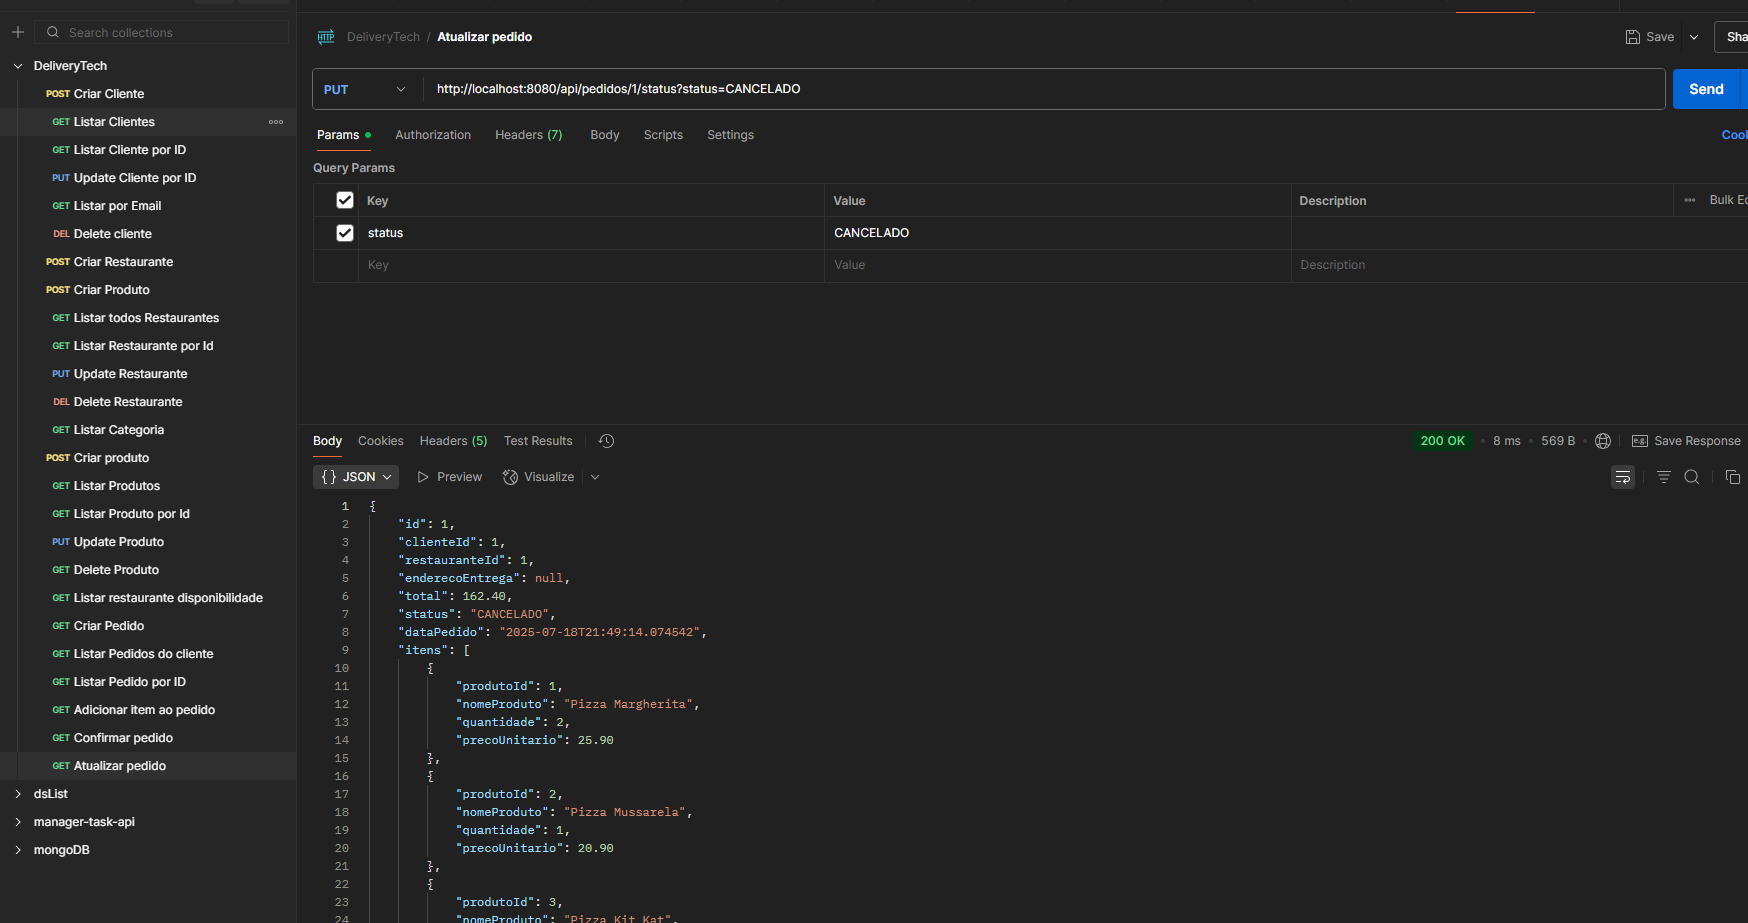 Search collections
DeliveryTech
POST Criar Cliente
GET Listar Clientes
GET Listar Cliente por ID
PUT Update Cliente por ID
GET Listar por Email
DEL Delete cliente
POST Criar Restaurante
POST Criar Produto
GET Listar todos Restaurantes
GET Listar Restaurante por Id
PUT Update Restaurante
DEL Delete Restaurante
GET Listar Categoria
POST Criar produto
GET Listar Produtos
GET Listar Produto por Id
PUT Update Produto
GET Delete Produto
GET Listar restaurante disponibilidade
GET Criar Pedido
GET Listar Pedidos do cliente
GET Listar Pedido por ID
GET Adicionar item ao pedido
GET Confirmar pedido
GET Atualizar pedido
dsList
manager-task-api
mongoDB
HTTP DeliveryTech / Atualizar pedido
Save
Sha
PUT http://localhost:8080/api/pedidos/1/status?status=CANCELADO
Send
Params Authorization Headers (7) Body Scripts Settings
Cool
Query Params
Key Value Description Bulk Ed
status CANCELADO
Key Value Description
Body Cookies Headers (5) Test Results
200 OK 8 ms 569 B e.g. Save Response
{} JSON Preview Visualize
1 {
2 "id": 1,
3 "clienteId": 1,
4 "restauranteId": 1,
5 "enderecoEntrega": null,
6 "total": 162.40,
7 "status": "CANCELADO",
8 "dataPedido": "2025-07-18T21:49:14.074542",
9 "itens": [
10 {
11 "produtoId": 1,
12 "nomeProduto": "Pizza Margherita",
13 "quantidade": 2,
14 "precoUnitario": 25.90
15 },
16 {
17 "produtoId": 2,
18 "nomeProduto": "Pizza Mussarela",
19 "quantidade": 1,
20 "precoUnitario": 20.90
21 },
22 {
23 "produtoId": 3,
24 "nomeProduto": "Pizza Kit Kat",